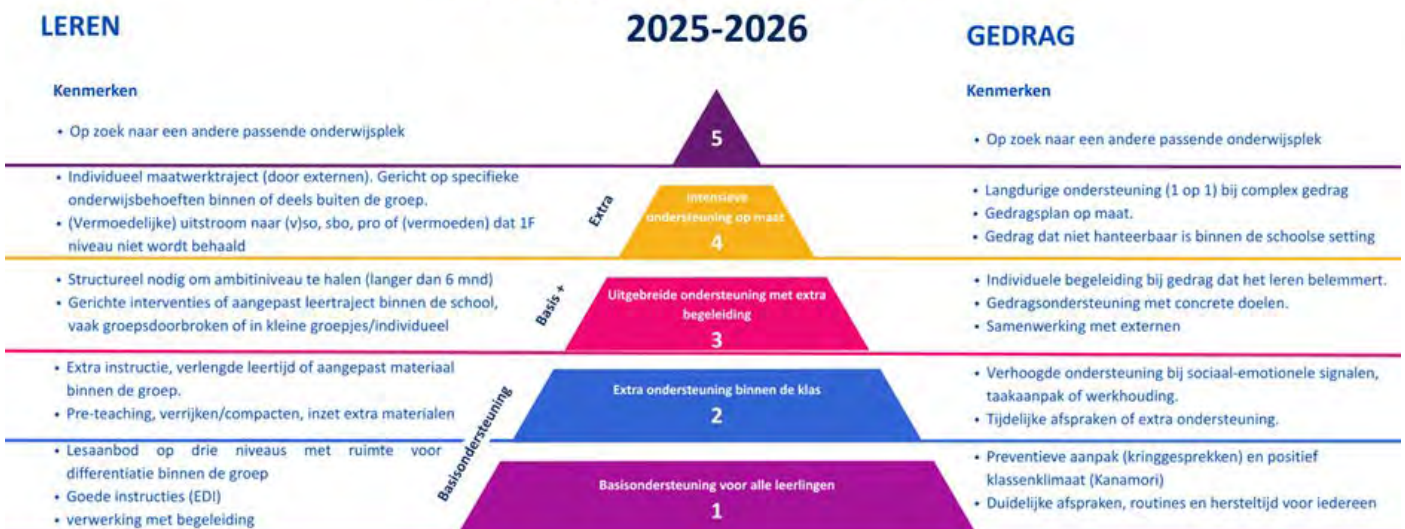 LEREN
2025-2026
GEDRAG
Kenmerken
• Op zoek naar een andere passende onderwijsplek
5
Kenmerken
• Op zoek naar een andere passende onderwijsplek
• Individueel maatwerktraject (door externen). Gericht op specifieke
onderwijsbehoeften binnen of deels buiten de groep.
• (Vermoedelijke) uitstroom naar (v)so, sbo, pro of (vermoeden) dat 1F
niveau niet wordt behaald
Extra
Intensieve
ondersteuning op maat
4
• Langdurige ondersteuning (1 op 1) bij complex gedrag
• Gedragsplan op maat.
• Gedrag dat niet hanteerbaar is binnen de schoolse setting
• Structureel nodig om ambitiniveau te halen (langer dan 6 mnd)
• Gerichte interventies of aangepast leertraject binnen de school,
vaak groepsdoorbroken of in kleine groepjes/individueel
Basis +
Uitgebreide ondersteuning met extra
begeleiding
3
• Individuele begeleiding bij gedrag dat het leren belemmert.
• Gedragsondersteuning met concrete doelen.
• Samenwerking met externen
• Extra instructie, verlengde leertijd of aangepast materiaal
binnen de groep.
• Pre-teaching, verrijken/compacten, inzet extra materialen
Basisondersteuning
Extra ondersteuning binnen de klas
2
• Verhoogde ondersteuning bij sociaal-emotionele signalen,
taakaanpak of werkhouding.
• Tijdelijke afspraken of extra ondersteuning.
• Lesaanbod op drie niveaus met ruimte voor
differentiatie binnen de groep
• Goede instructies (EDI)
• verwerking met begeleiding
Basisondersteuning voor alle leerlingen
1
• Preventieve aanpak (kringgesprekken) en positief
klassenklimaat (Kanamori)
• Duidelijke afspraken, routines en hersteltijd voor iedereen